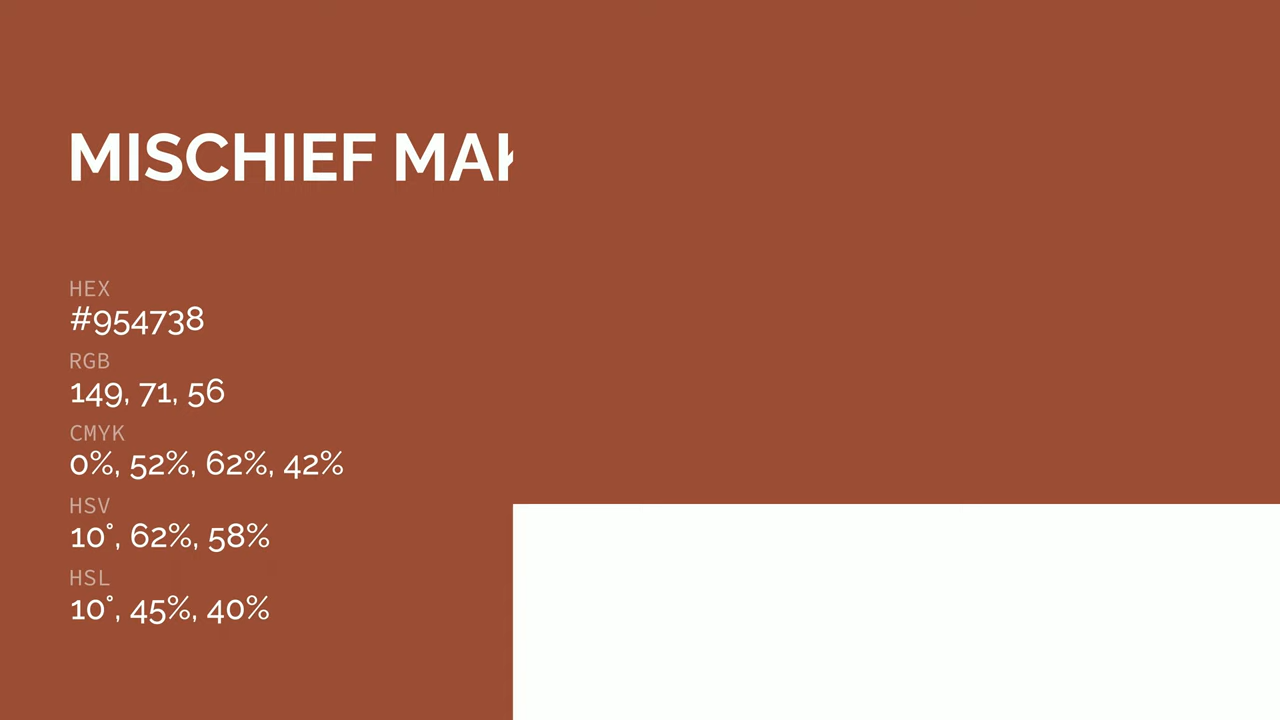 MISCHIEF
HEX
#954738
RGB
149, 71, 56
CMYK
0%, 52%, 62%, 42%
HSV
10°, 62%, 58%
HSL
10°, 45%, 40%